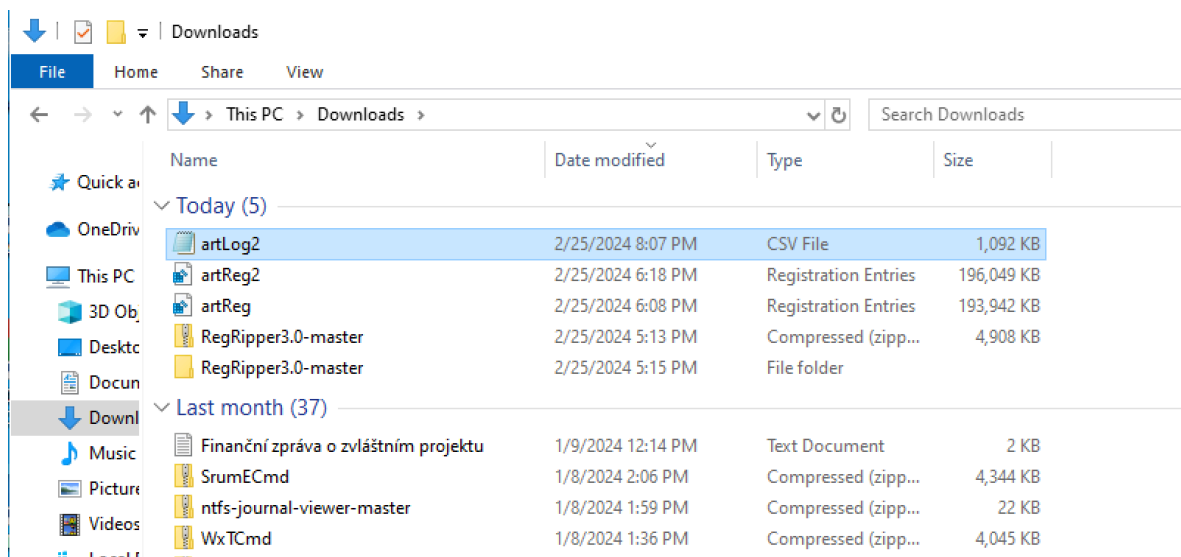 Downloads
File Home Share View
This PC > Downloads >
Search Downloads
Name Date modified Type Size
Quick a
OneDriv
This PC
3D Obj
Deskto
Docum
Downl
Music
Picture
Videos
Today (5)
artLog2 2/25/2024 8:07 PM CSV File 1,092 KB
artReg2 2/25/2024 6:18 PM Registration Entries 196,049 KB
artReg 2/25/2024 6:08 PM Registration Entries 193,942 KB
RegRipper3.0-master 2/25/2024 5:13 PM Compressed (zipp... 4,908 KB
RegRipper3.0-master 2/25/2024 5:15 PM File folder
Last month (37)
Finanční zpráva o zvláštním projektu 1/9/2024 12:14 PM Text Document 2 KB
SrumECmd 1/8/2024 2:06 PM Compressed (zipp... 4,344 KB
ntfs-journal-viewer-master 1/8/2024 1:59 PM Compressed (zipp... 22 KB
WxTCmd 1/8/2024 1:36 PM Compressed (zipp... 4,045 KB